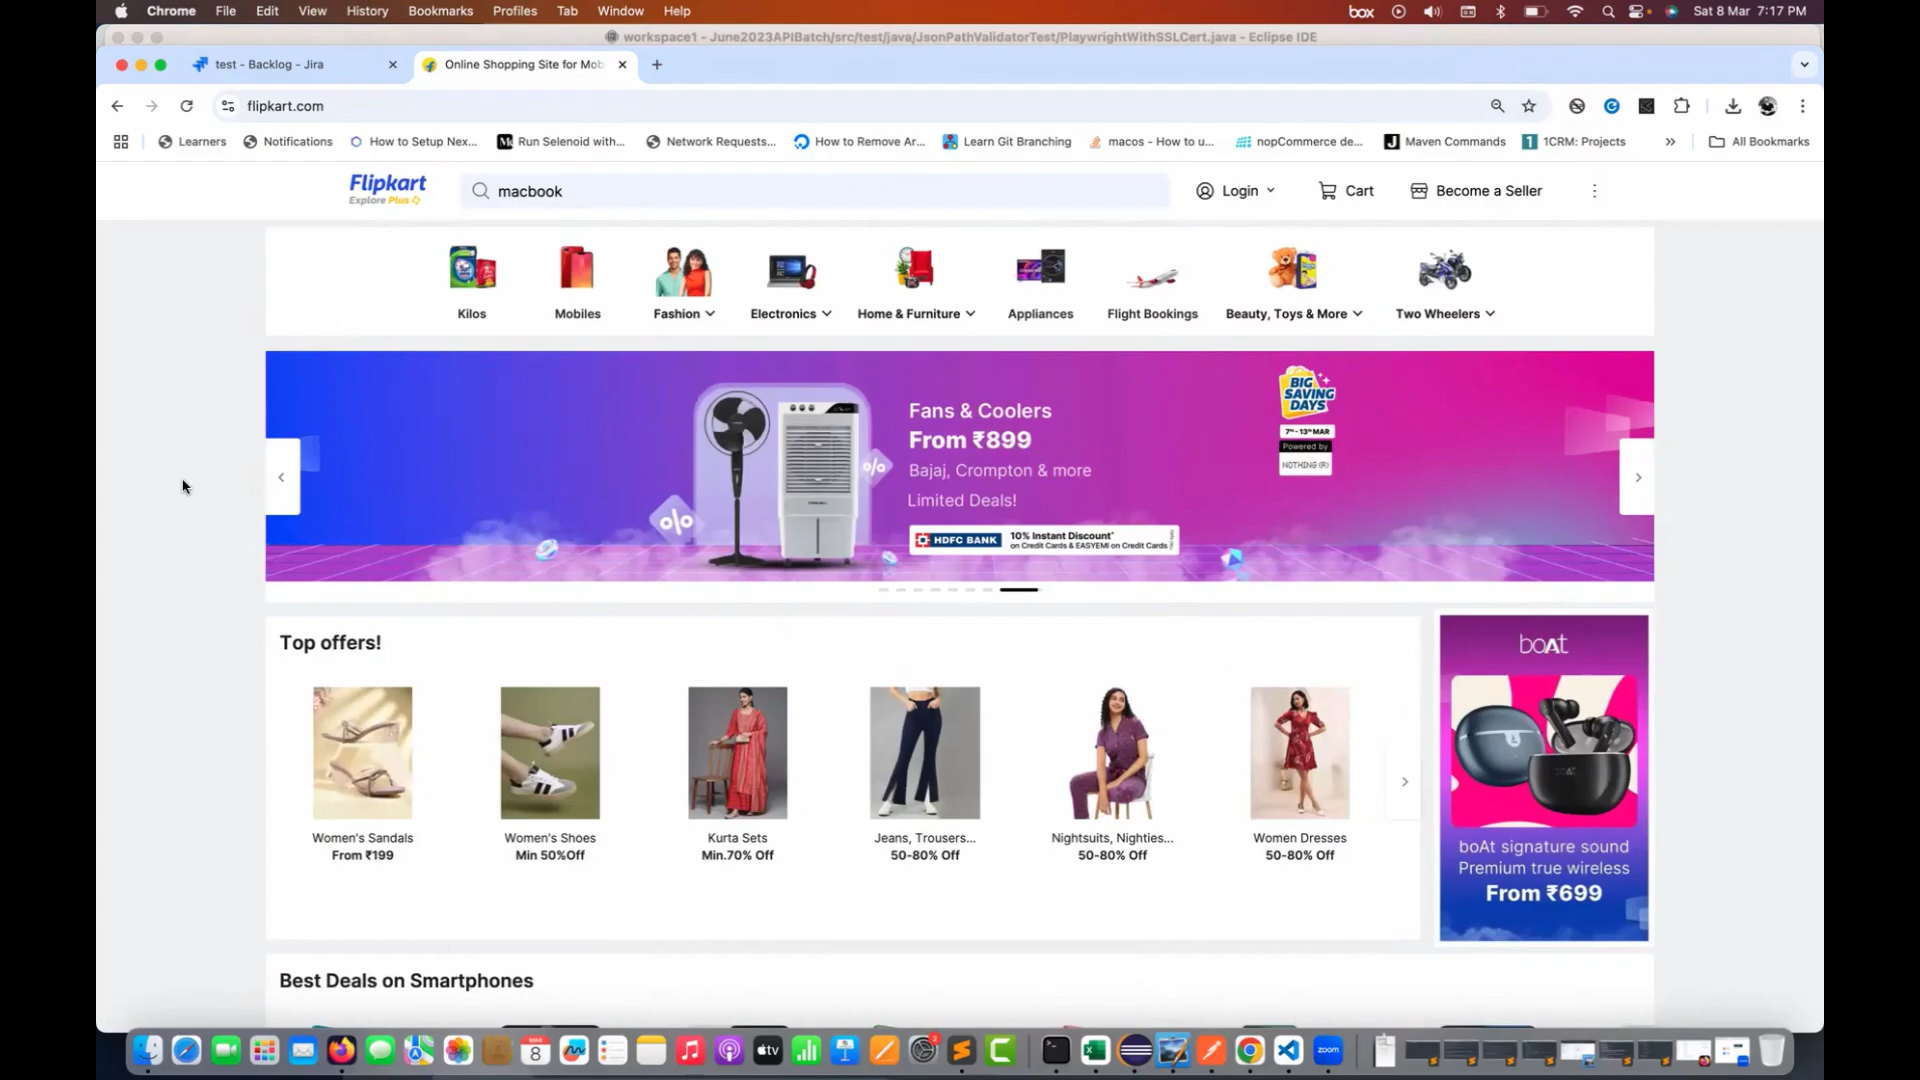 Chrome File Edit View History Bookmarks Profiles Tab Window Help box Sat 8 Mar 7:17 PM
workspace1 - June2023APIBatch/src/test/java/JsonPathValidatorTest/PlaywrightWithSSLCert.java - Eclipse IDE
test - Backlog - Jira Online Shopping Site for Mob
flipkart.com
Learners Notifications How to Setup Nex... Run Selenoid with... Network Requests... How to Remove Ar... Learn Git Branching macos - How to u... nopCommerce de... Maven Commands 1CRM: Projects All Bookmarks
Flipkart
Explore Plus
macbook
Login Cart Become a Seller
Kilos Mobiles Fashion Electronics Home & Furniture Appliances Flight Bookings Beauty, Toys & More Two Wheelers
Fans & Coolers
From ₹899
Bajaj, Crompton & more
Limited Deals!
HDFC BANK 10% Instant Discount*
on Credit Cards & EASYEMI on Credit Cards
BIG
SAVING
DAYS
7th-13th MAR
Powered by
NOTHING (R)
Top offers!
Women's Sandals
From ₹199
Women's Shoes
Min 50%Off
Kurta Sets
Min.70% Off
Jeans, Trousers...
50-80% Off
Nightsuits, Nighties...
50-80% Off
Women Dresses
50-80% Off
boAt
boAt signature sound
Premium true wireless
From ₹699
Best Deals on Smartphones
MAR
8
tv
2
zoom